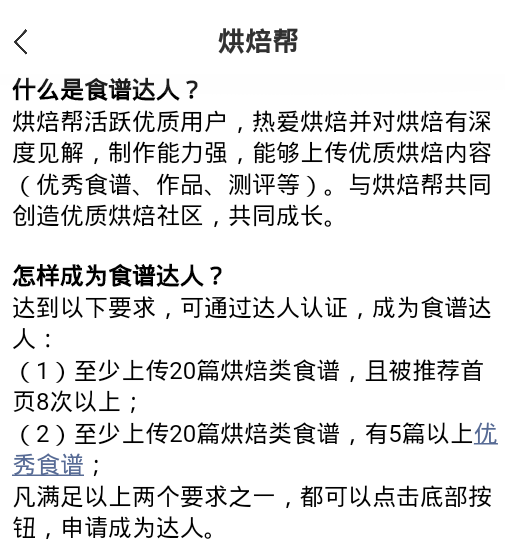 烘焙帮
什么是食谱达人？
烘焙帮活跃优质用户，热爱烘焙并对烘焙有深
度见解，制作能力强，能够上传优质烘焙内容
（优秀食谱、作品、测评等）。与烘焙帮共同
创造优质烘焙社区，共同成长。
怎样成为食谱达人？
达到以下要求，可通过达人认证，成为食谱达
人：
（1）至少上传20篇烘焙类食谱，且被推荐首
页8次以上；
（2）至少上传20篇烘焙类食谱，有5篇以上优
秀食谱；
凡满足以上两个要求之一，都可以点击底部按
钮，申请成为达人。